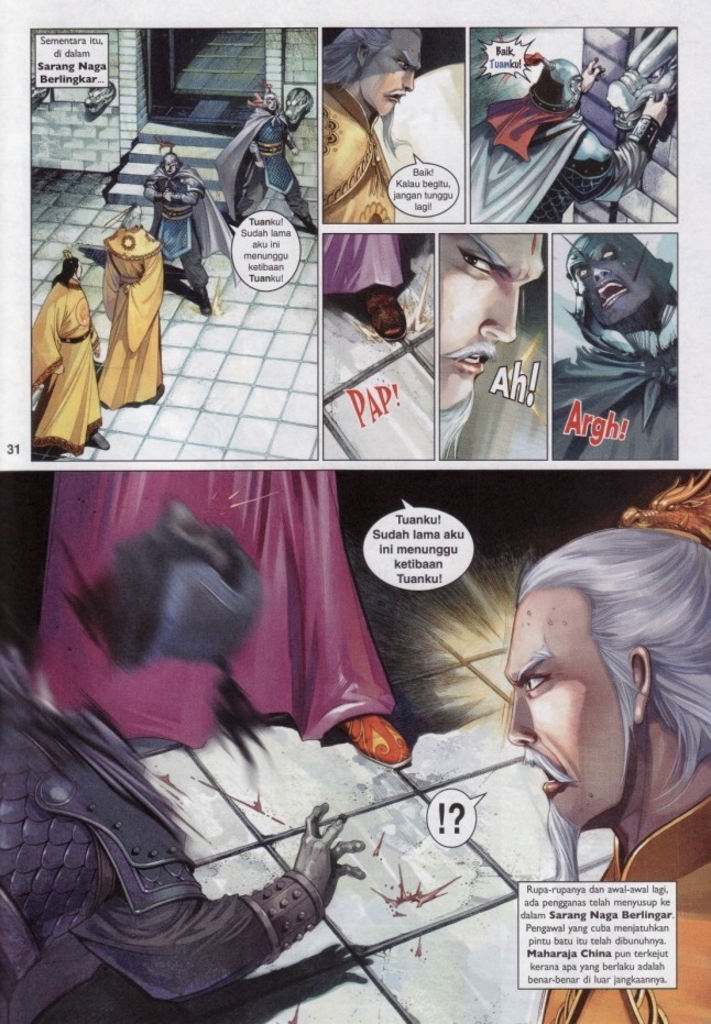 Sementara itu,
di dalam
Sarang Naga
Berlingkar...
Tuanku!
Sudah lama
aku ini
menunggu
ketibaan
Tuanku!
Baik!
Kalau begitu,
jangan tunggu
lagi!
Baik,
Tuanku!
PAP!
Ah!
Argh!
31
Tuanku!
Sudah lama aku
ini menunggu
ketibaan
Tuanku!
!?
Rupa-rupanya dan awal-awal lagi,
ada pengganas telah menyusup ke
dalam Sarang Naga Berlingar.
Pengawal yang cuba menjatuhkan
pintu batu itu telah dibunuhnya.
Maharaja China pun terkejut
kerana apa yang berlaku adalah
benar-benar di luar jangkaannya.